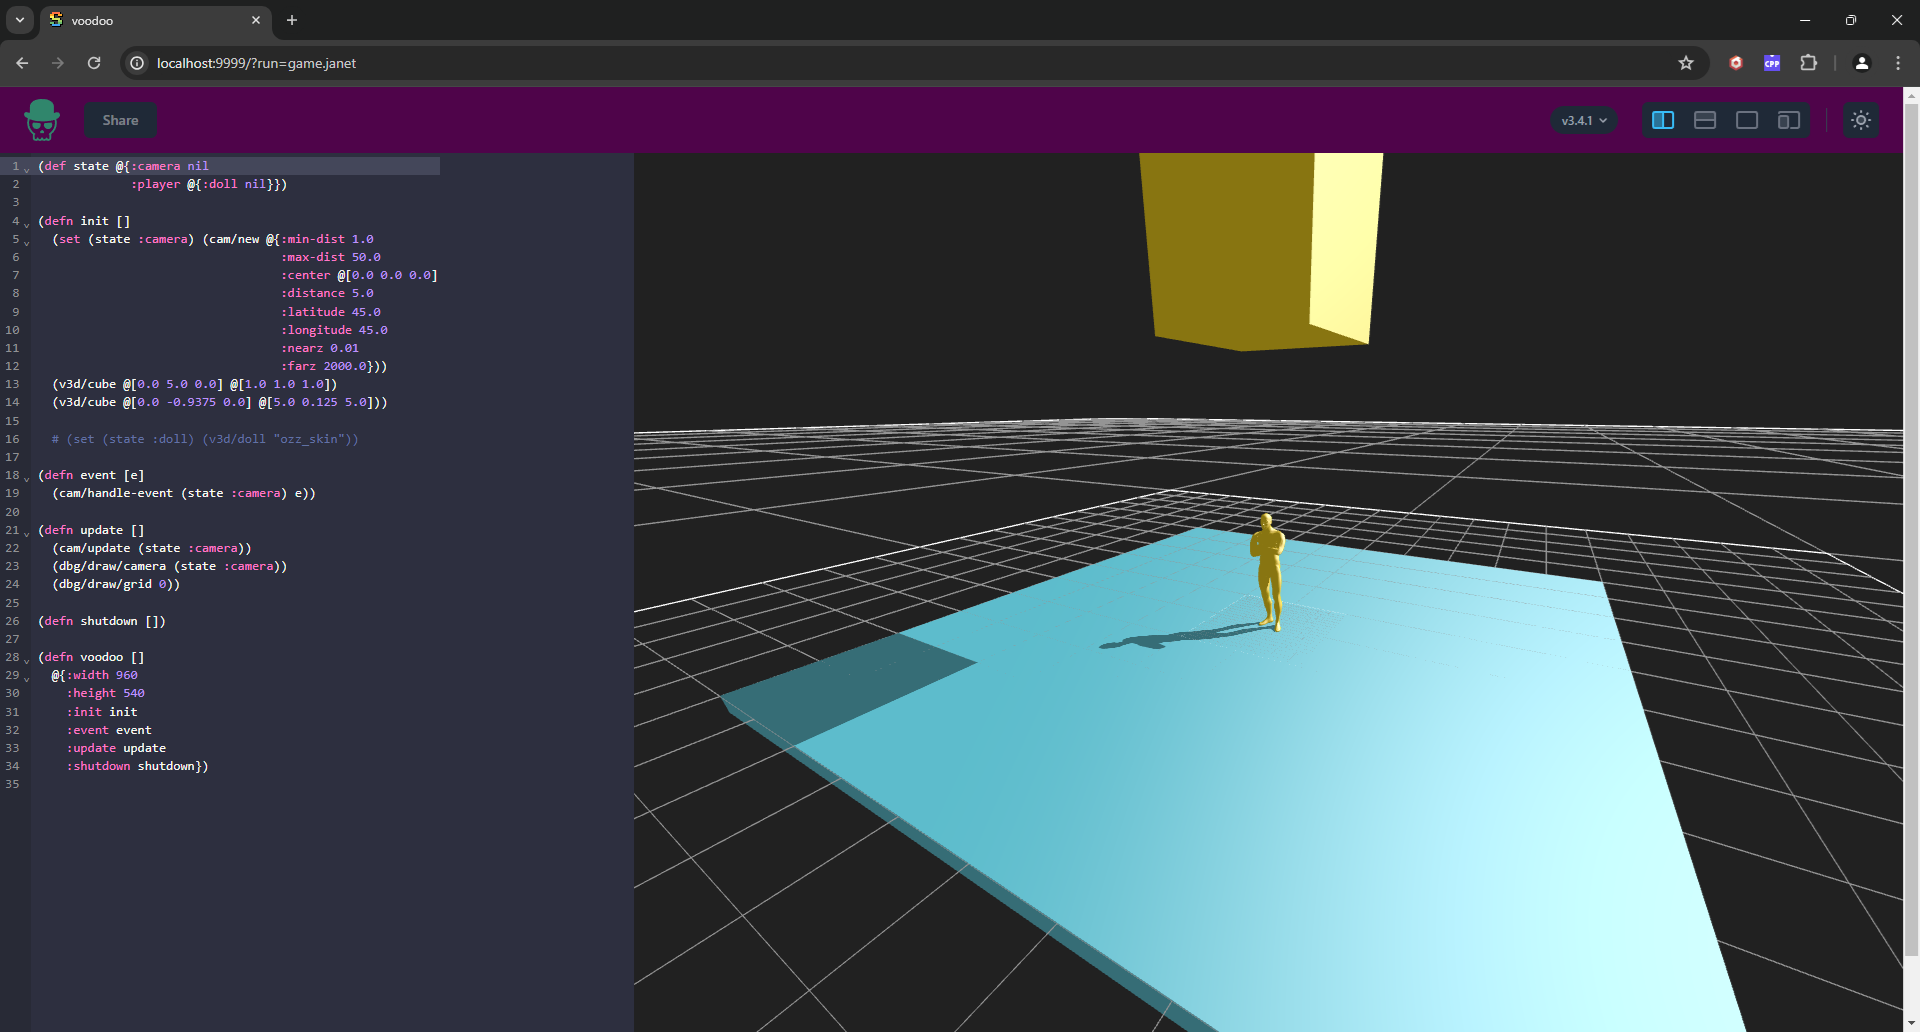 voodoo
localhost:9999/?run=game.janet
CPP
Share
v3.4.1
1 (def state @{:camera nil
2              :player @{:doll nil}})
3
4 (defn init []
5   (set (state :camera) (cam/new @{:min-dist 1.0
6                                   :max-dist 50.0
7                                   :center @[0.0 0.0 0.0]
8                                   :distance 5.0
9                                   :latitude 45.0
10                                  :longitude 45.0
11                                  :nearz 0.01
12                                  :farz 2000.0}))
13   (v3d/cube @[0.0 5.0 0.0] @[1.0 1.0 1.0])
14   (v3d/cube @[0.0 -0.9375 0.0] @[5.0 0.125 5.0]))
15
16   # (set (state :doll) (v3d/doll "ozz_skin"))
17
18 (defn event [e]
19   (cam/handle-event (state :camera) e))
20
21 (defn update []
22   (cam/update (state :camera))
23   (dbg/draw/camera (state :camera))
24   (dbg/draw/grid 0))
25
26 (defn shutdown [])
27
28 (defn voodoo []
29   @{:width 960
30     :height 540
31     :init init
32     :event event
33     :update update
34     :shutdown shutdown})
35